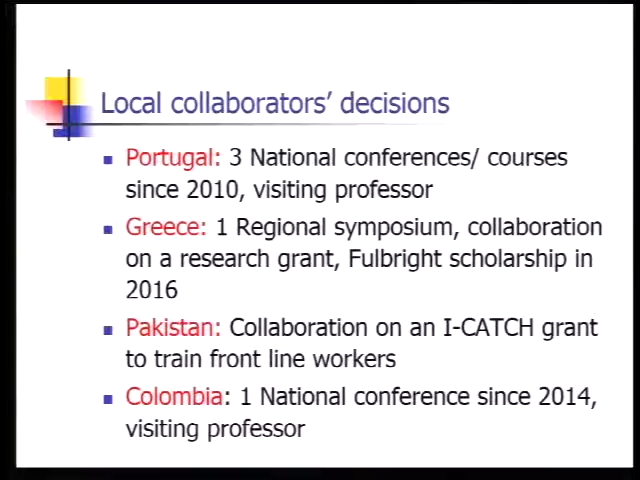 Local collaborators' decisions
Portugal: 3 National conferences/ courses
since 2010, visiting professor
Greece: 1 Regional symposium, collaboration
on a research grant, Fulbright scholarship in
2016
Pakistan: Collaboration on an I-CATCH grant
to train front line workers
Colombia: 1 National conference since 2014,
visiting professor